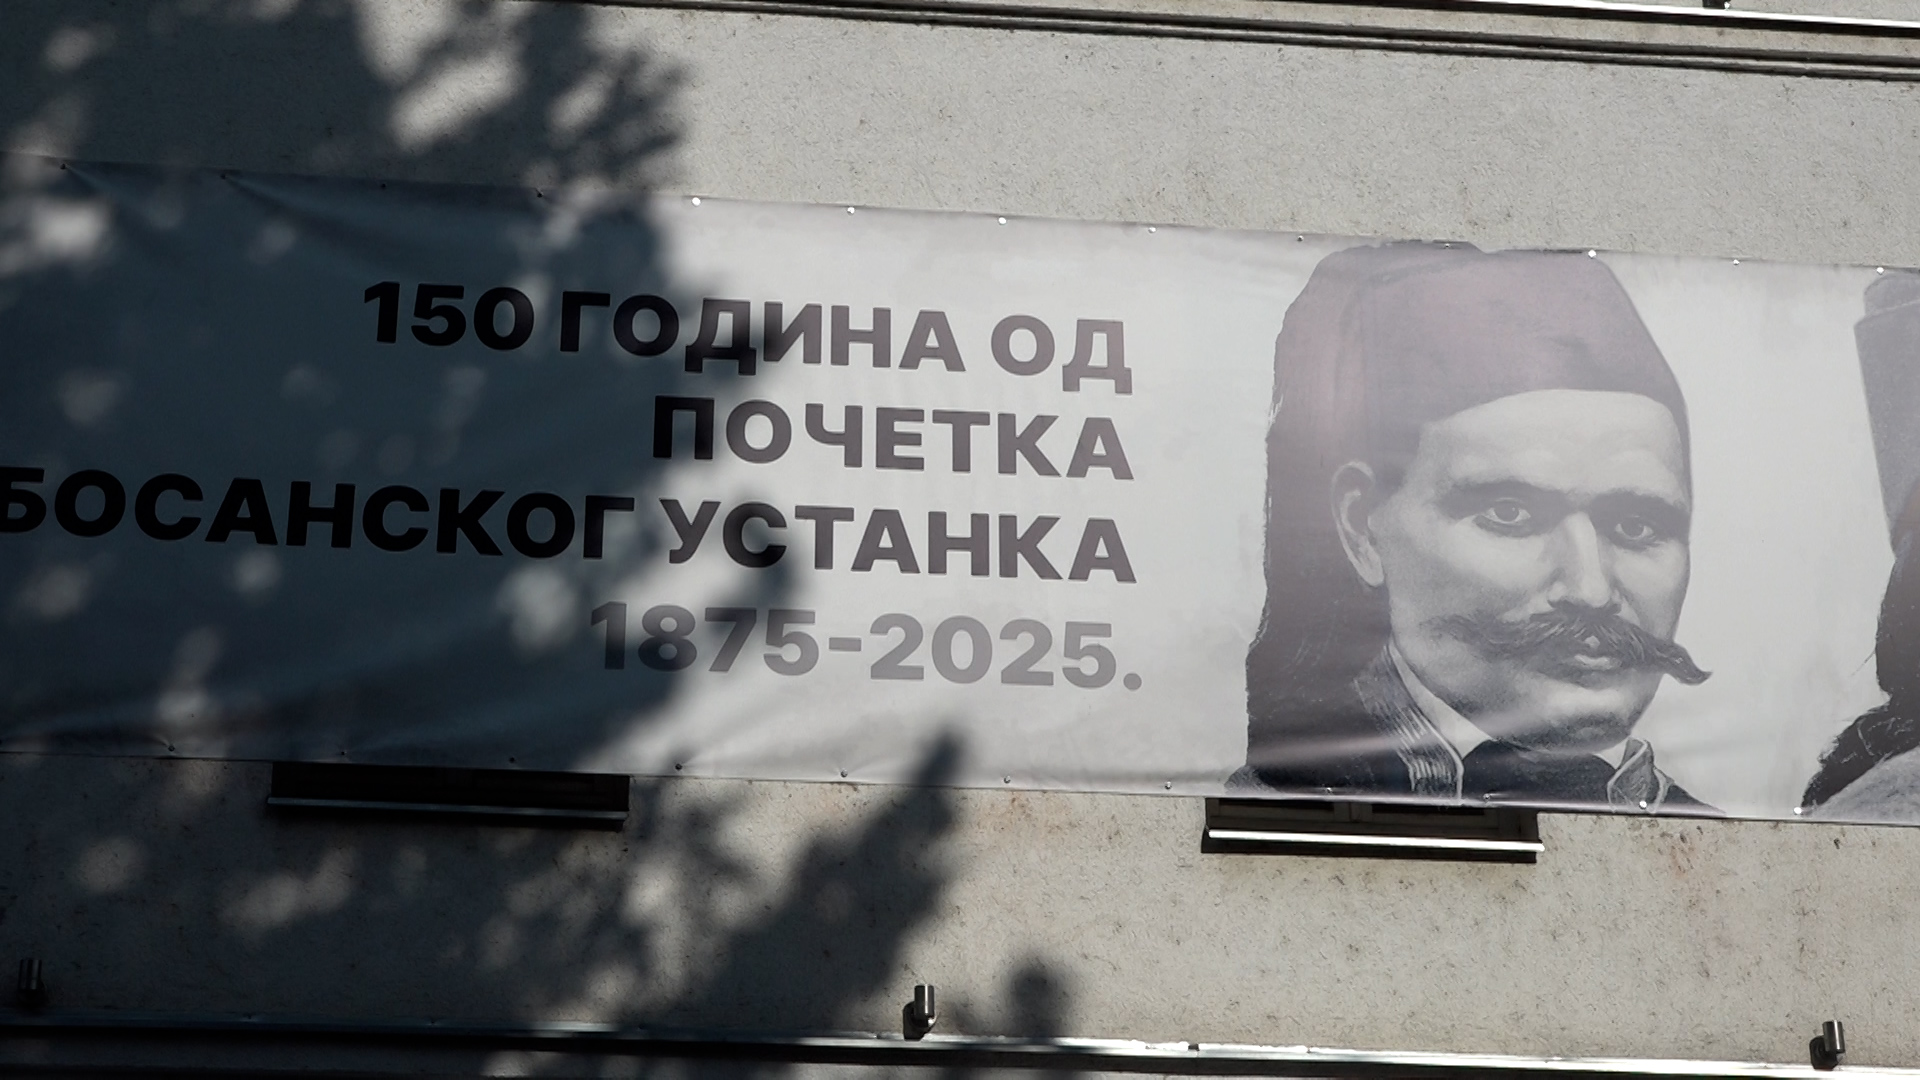 150 ГОДИНА ОД
ПОЧЕТКА
БОСАНСКОГ УСТАНКА
1875-2025.